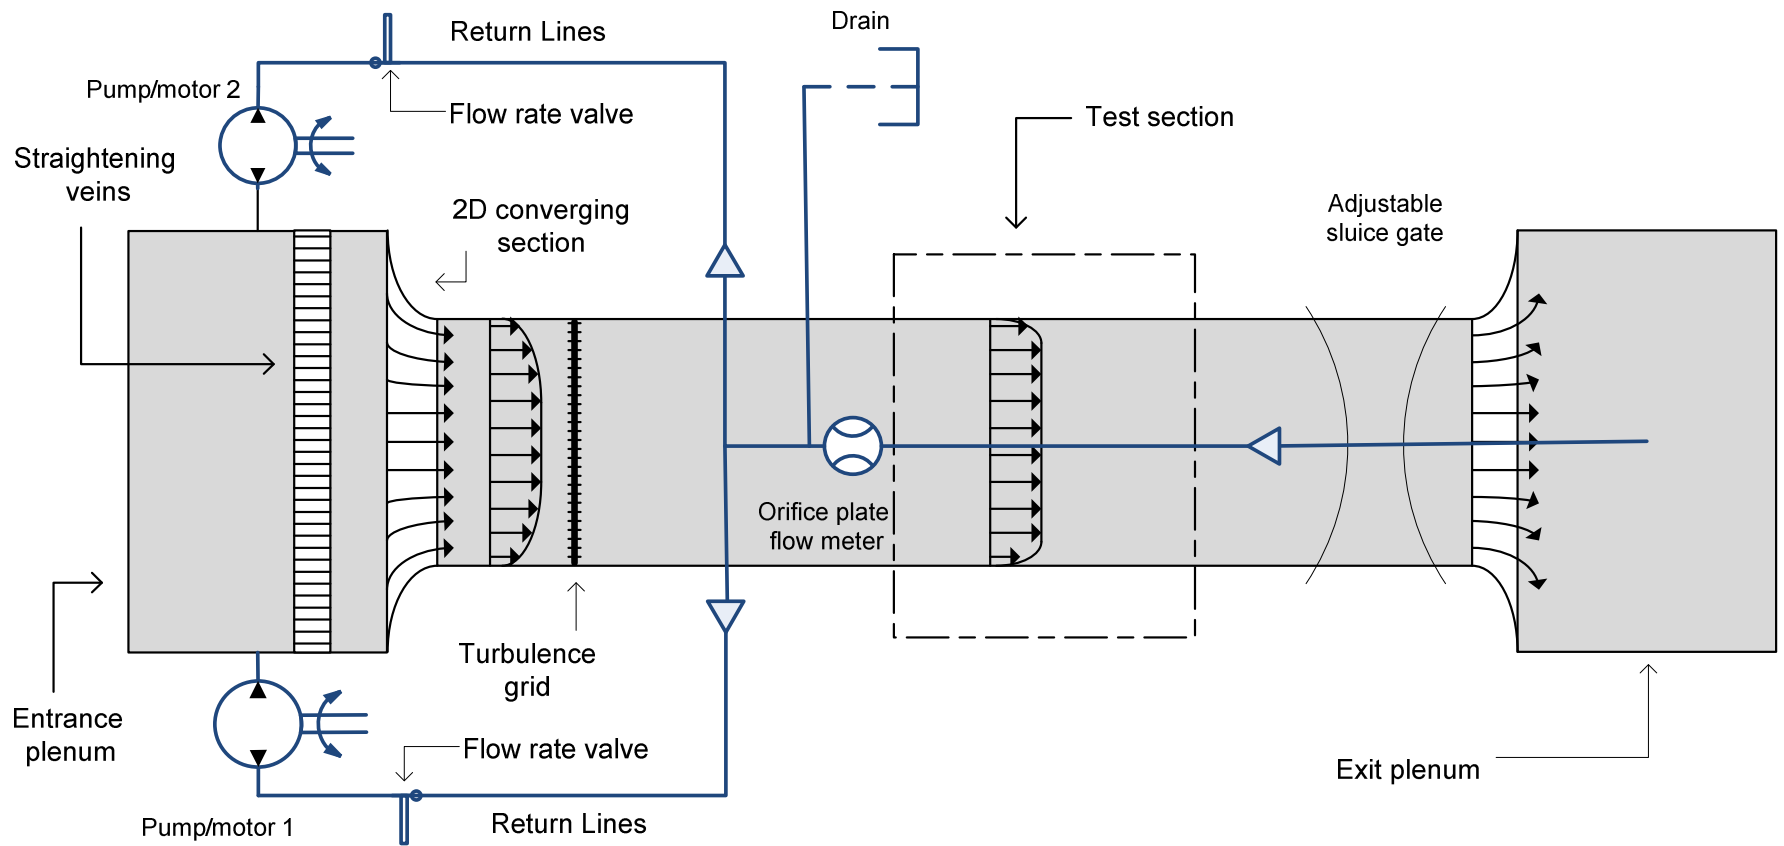 Return Lines
Drain
Pump/motor 2
Flow rate valve
Test section
Straightening
veins
2D converging
section
Adjustable
sluice gate
Orifice plate
flow meter
Turbulence
grid
Entrance
plenum
Flow rate valve
Exit plenum
Pump/motor 1
Return Lines